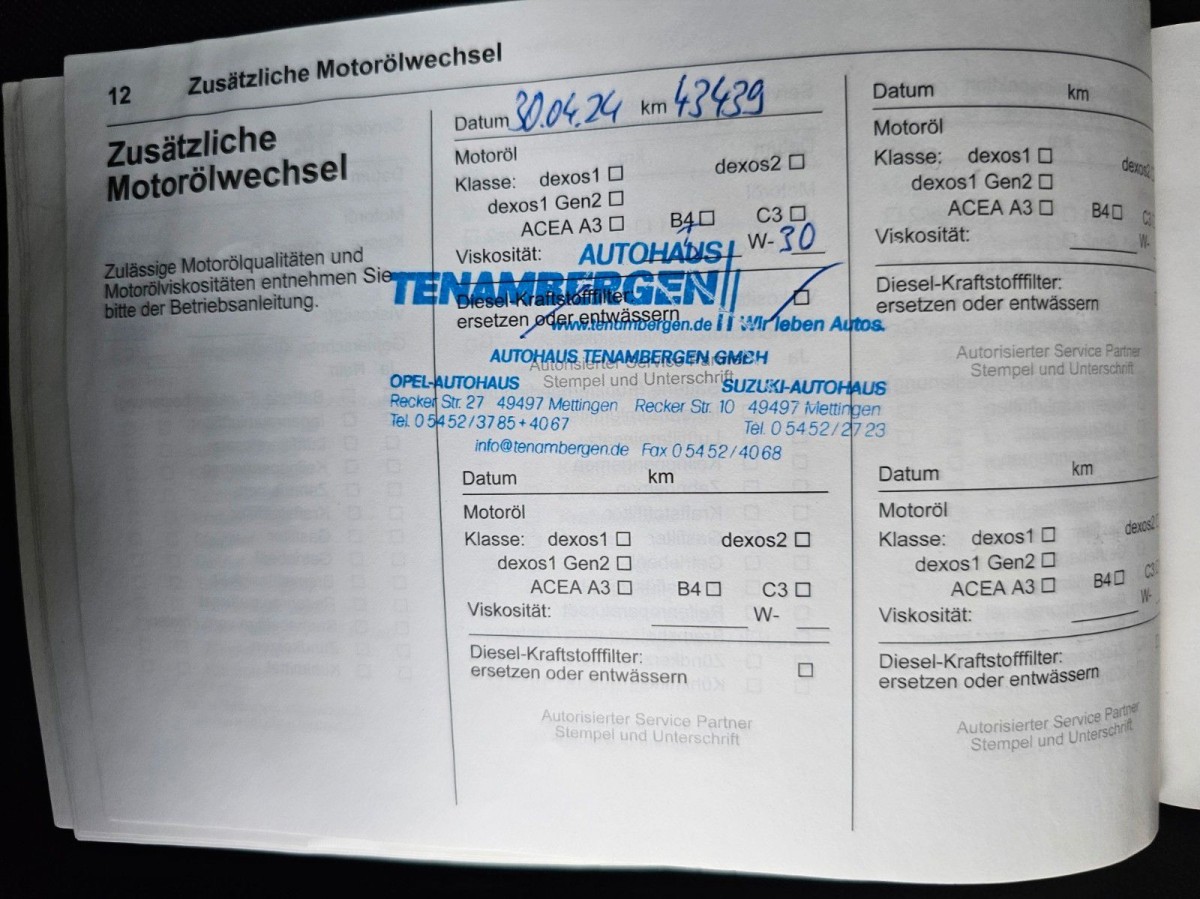 12 Zusätzliche Motorölwechsel
Zusätzliche
Motorölwechsel
Zulässige Motorölqualitäten und
Motorölviskositäten entnehmen Sie
bitte der Betriebsanleitung.
Datum 30.04.24 km 43439
Motoröl
Klasse: dexos1 ☐ dexos2 ☐
dexos1 Gen2 ☐
ACEA A3 ☐ B4 ☐ C3 ☐
Viskosität: W-30
AUTOHAUS
TENAMBERGEN
Diesel-Kraftstofffilter:
ersetzen oder entwässern ☐
www.tenambergen.de Wir leben Autos.
AUTOHAUS TENAMBERGEN GMBH
Autorisierter Service Partner
Stempel und Unterschrift
OPEL-AUTOHAUS SUZUKI-AUTOHAUS
Recker Str. 27 49497 Mettingen Recker Str. 10 49497 Mettingen
Tel. 0 54 52 / 37 85 + 40 67 Tel. 0 54 52 / 27 23
info@tenambergen.de Fax 0 54 52 / 40 68
Datum km
Motoröl
Klasse: dexos1 ☐ dexos2 ☐
dexos1 Gen2 ☐
ACEA A3 ☐ B4 ☐ C3 ☐
Viskosität: W-
Diesel-Kraftstofffilter:
ersetzen oder entwässern ☐
Autorisierter Service Partner
Stempel und Unterschrift
Datum km
Motoröl
Klasse: dexos1 ☐ dexos2
dexos1 Gen2 ☐
ACEA A3 ☐ B4 ☐ C3
Viskosität: W-
Diesel-Kraftstofffilter:
ersetzen oder entwässern
Autorisierter Service Partner
Stempel und Unterschrift
Datum km
Motoröl
Klasse: dexos1 ☐ dexos2
dexos1 Gen2 ☐
ACEA A3 ☐ B4 ☐ C3
Viskosität: W-
Diesel-Kraftstofffilter:
ersetzen oder entwässern
Autorisierter Service Partner
Stempel und Unterschrift